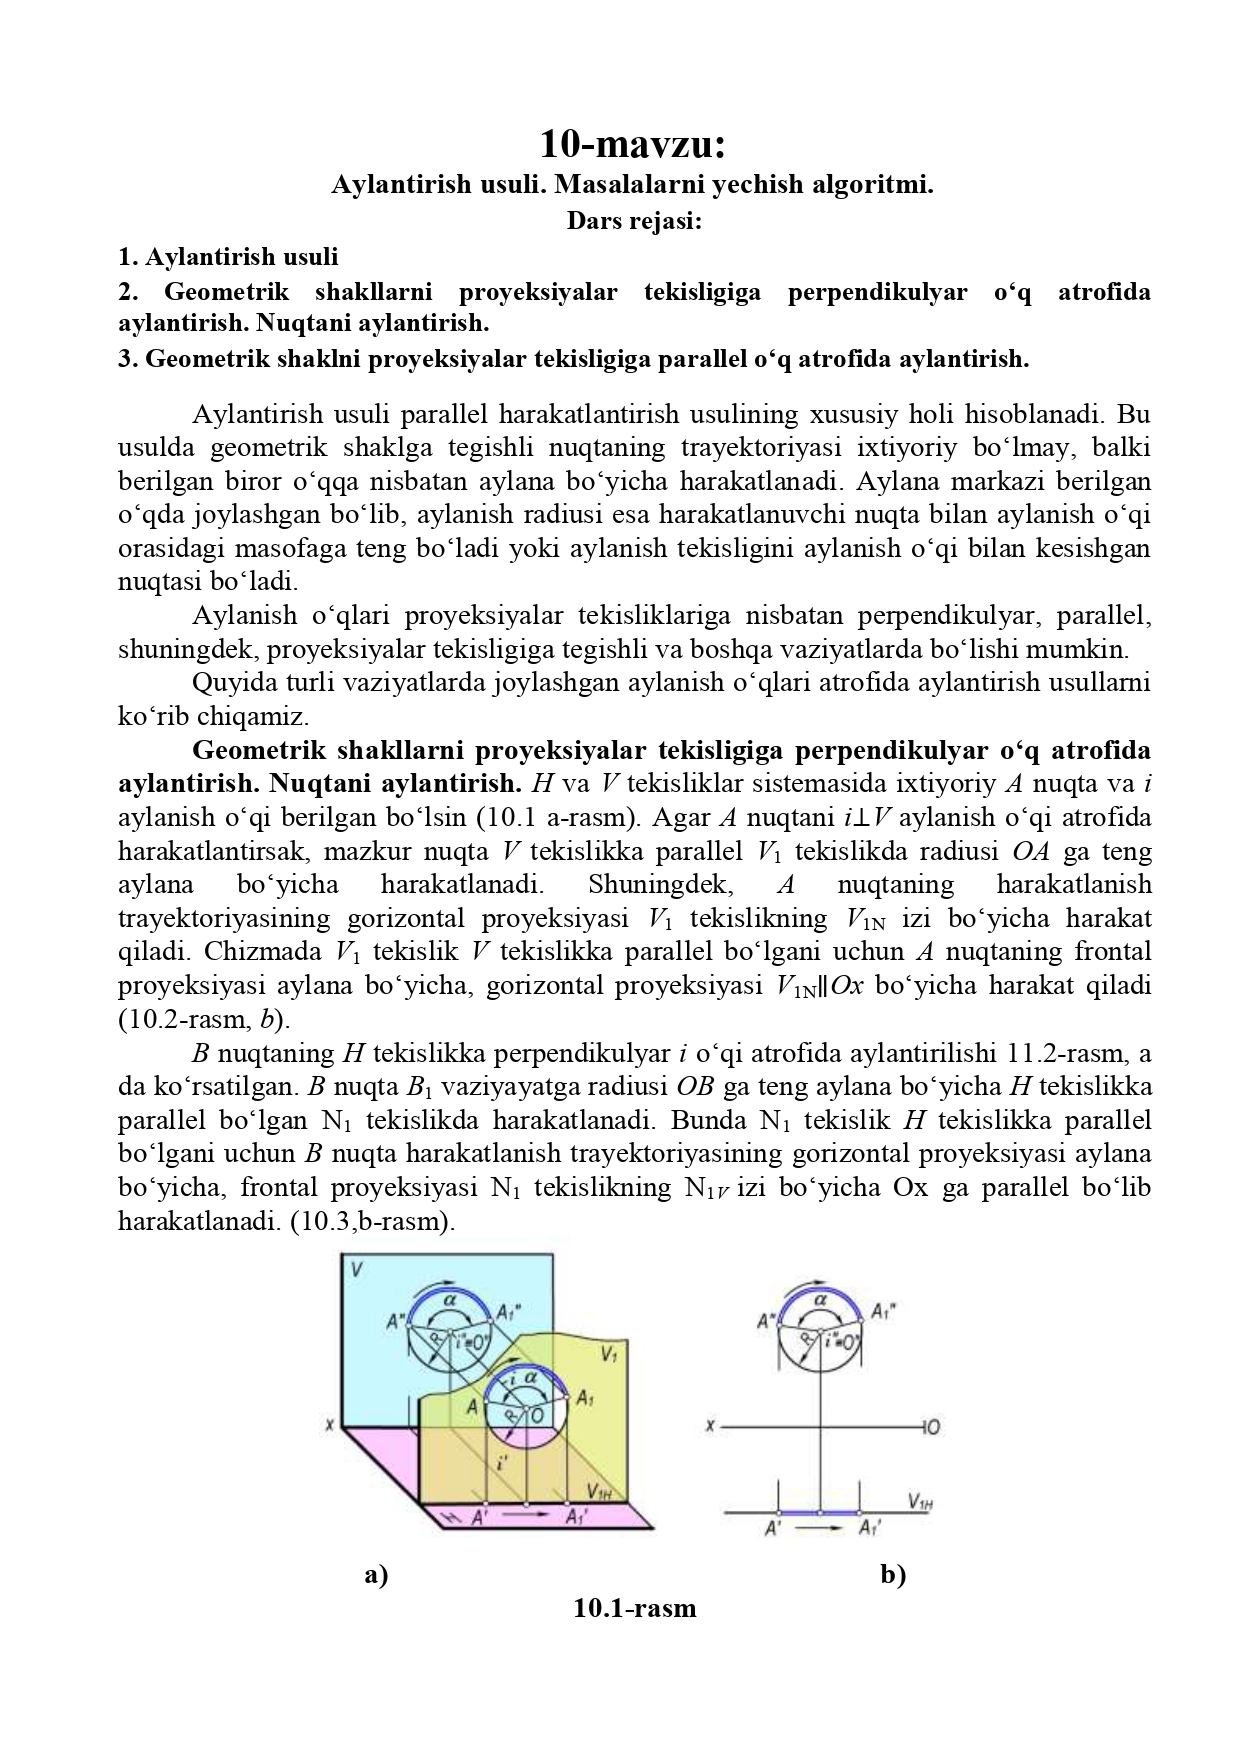 10-mavzu:
Aylantirish usuli. Masalalarni yechish algoritmi.
Dars rejasi:
1. Aylantirish usuli
2. Geometrik shakllarni proyeksiyalar tekisligiga perpendikulyar o‘q atrofida
aylantirish. Nuqtani aylantirish.
3. Geometrik shaklni proyeksiyalar tekisligiga parallel o‘q atrofida aylantirish.
Aylantirish usuli parallel harakatlantirish usulining xususiy holi hisoblanadi. Bu
usulda geometrik shaklga tegishli nuqtaning trayektoriyasi ixtiyoriy bo‘lmay, balki
berilgan biror o‘qqa nisbatan aylana bo‘yicha harakatlanadi. Aylana markazi berilgan
o‘qda joylashgan bo‘lib, aylanish radiusi esa harakatlanuvchi nuqta bilan aylanish o‘qi
orasidagi masofaga teng bo‘ladi yoki aylanish tekisligini aylanish o‘qi bilan kesishgan
nuqtasi bo‘ladi.
Aylanish o‘qlari proyeksiyalar tekisliklariga nisbatan perpendikulyar, parallel,
shuningdek, proyeksiyalar tekisligiga tegishli va boshqa vaziyatlarda bo‘lishi mumkin.
Quyida turli vaziyatlarda joylashgan aylanish o‘qlari atrofida aylantirish usullarni
ko‘rib chiqamiz.
Geometrik shakllarni proyeksiyalar tekisligiga perpendikulyar o‘q atrofida
aylantirish. Nuqtani aylantirish. H va V tekisliklar sistemasida ixtiyoriy A nuqta va i
aylanish o‘qi berilgan bo‘lsin (10.1 a-rasm). Agar A nuqtani i⊥V aylanish o‘qi atrofida
harakatlantirsak, mazkur nuqta V tekislikka parallel V₁ tekislikda radiusi OA ga teng
aylana bo‘yicha harakatlanadi. Shuningdek, A nuqtaning harakatlanish
trayektoriyasining gorizontal proyeksiyasi V₁ tekislikning V₁N izi bo‘yicha harakat
qiladi. Chizmada V₁ tekislik V tekislikka parallel bo‘lgani uchun A nuqtaning frontal
proyeksiyasi aylana bo‘yicha, gorizontal proyeksiyasi V₁N∥Ox bo‘yicha harakat qiladi
(10.2-rasm, b).
B nuqtaning H tekislikka perpendikulyar i o‘qi atrofida aylantirilishi 11.2-rasm, a
da ko‘rsatilgan. B nuqta B₁ vaziyayatga radiusi OB ga teng aylana bo‘yicha H tekislikka
parallel bo‘lgan N₁ tekislikda harakatlanadi. Bunda N₁ tekislik H tekislikka parallel
bo‘lgani uchun B nuqta harakatlanish trayektoriyasining gorizontal proyeksiyasi aylana
bo‘yicha, frontal proyeksiyasi N₁ tekislikning N₁V izi bo‘yicha Ox ga parallel bo‘lib
harakatlanadi. (10.3,b-rasm).
V
α
A" A₁"
R i"≡O"
V₁
i α
A A₁
R O
x
i'
V₁H
H A' A₁'
α
A" A₁"
R i"≡O"
x O
V₁H
A' A₁'
a) b)
10.1-rasm